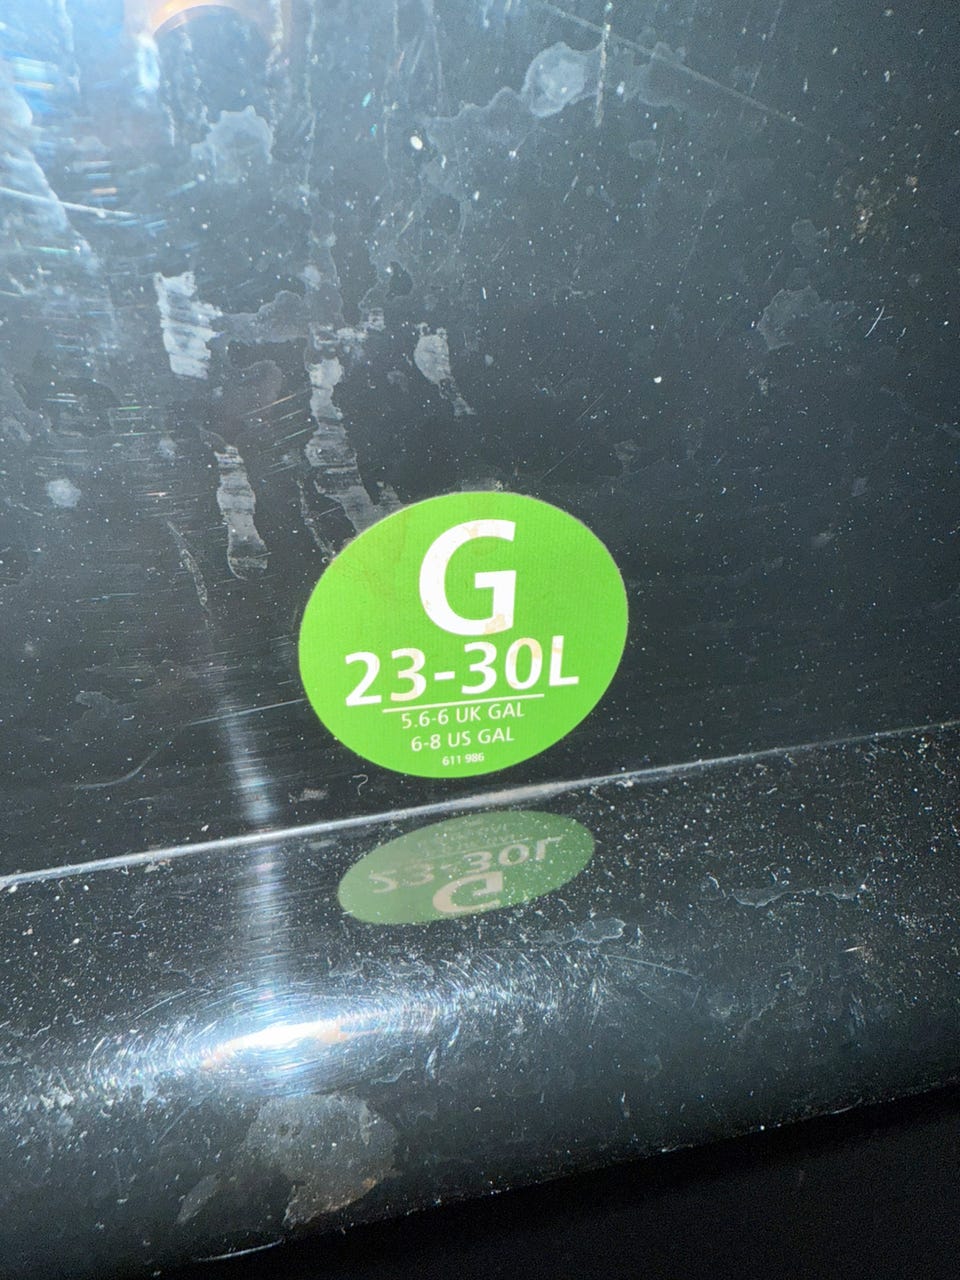 G
23-30L
5.6-6 UK GAL
6-8 US GAL
611 986